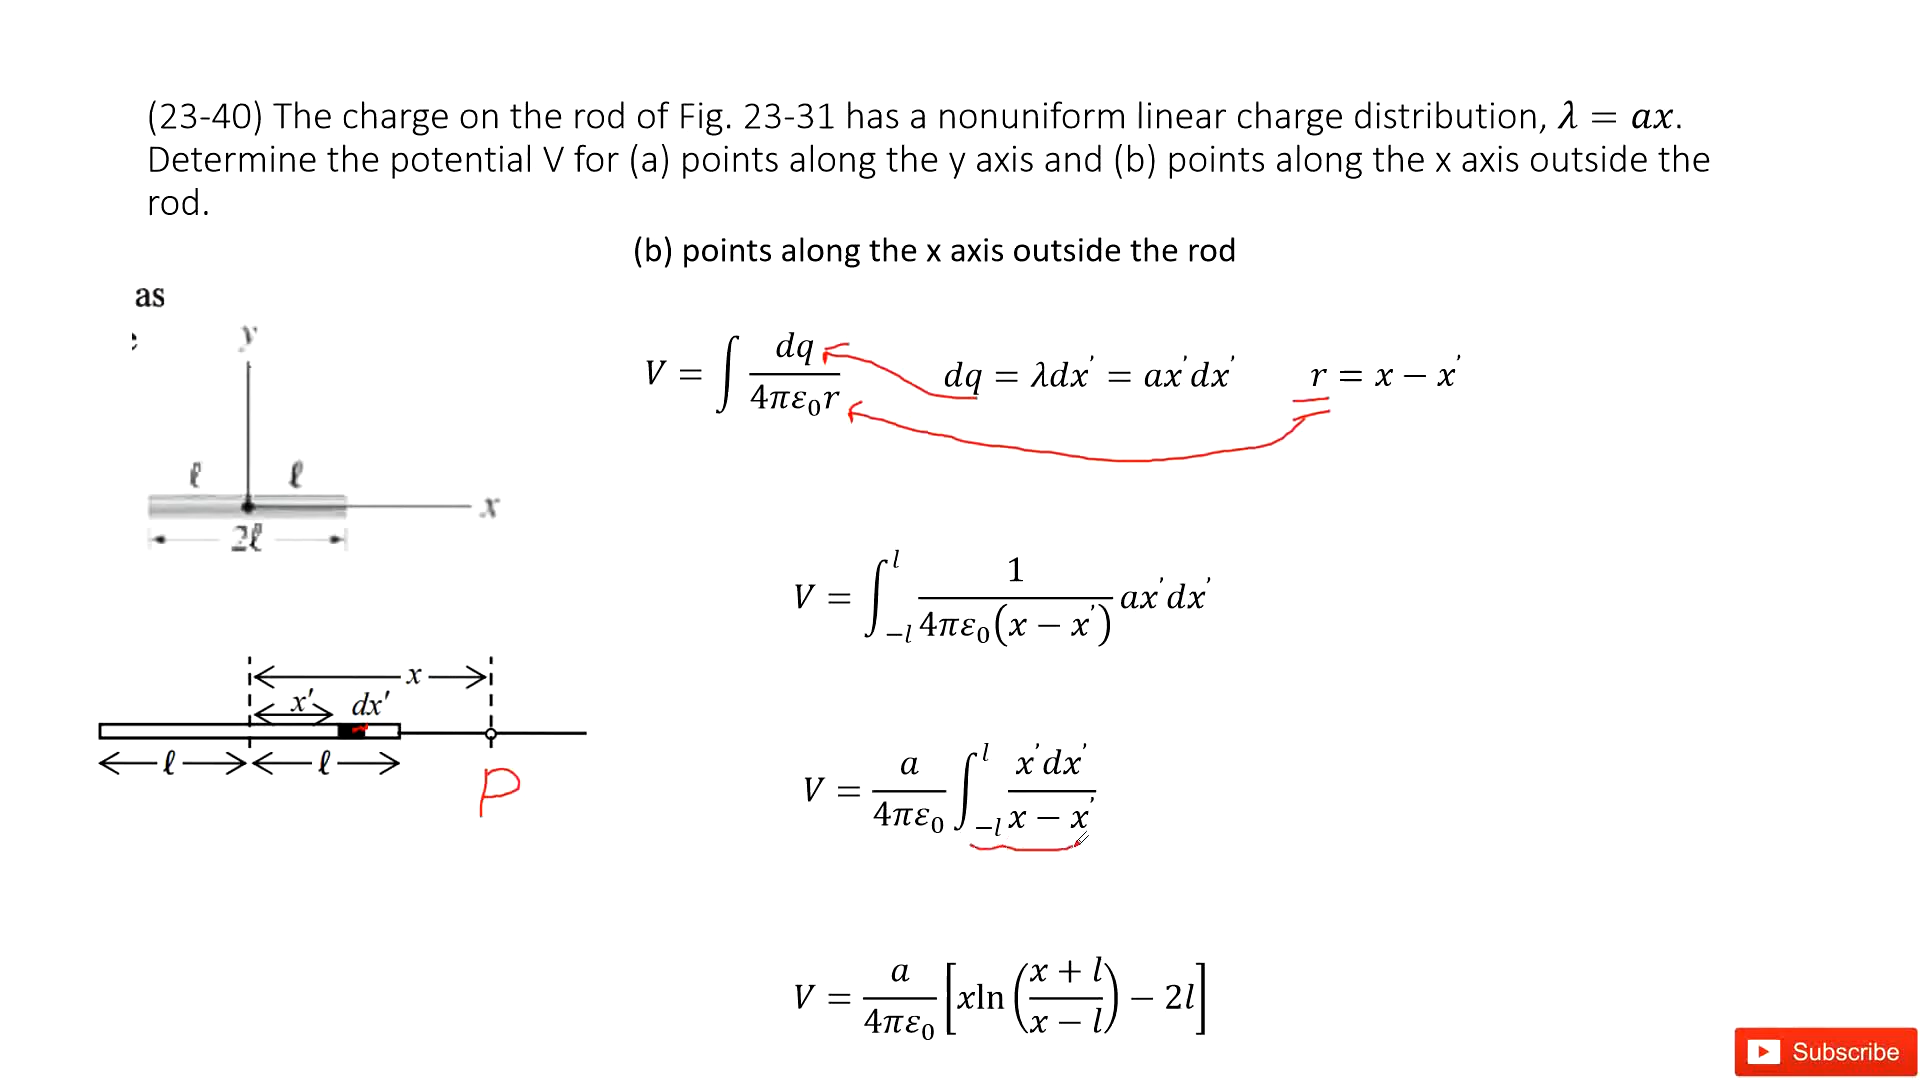 (23-40) The charge on the rod of Fig. 23-31 has a nonuniform linear charge distribution, λ = ax.
Determine the potential V for (a) points along the y axis and (b) points along the x axis outside the
rod.
(b) points along the x axis outside the rod
as
y
ℓ ℓ
x
2ℓ
V = ∫ dq / 4πε₀r dq = λdx' = ax'dx' r = x − x'
V = ∫₋ₗˡ 1 / 4πε₀(x − x') ax'dx'
x
x' dx'
ℓ ℓ
P
V = a / 4πε₀ ∫₋ₗˡ x'dx' / x − x'
V = a / 4πε₀ [xln((x + l) / (x − l)) − 2l]
Subscribe